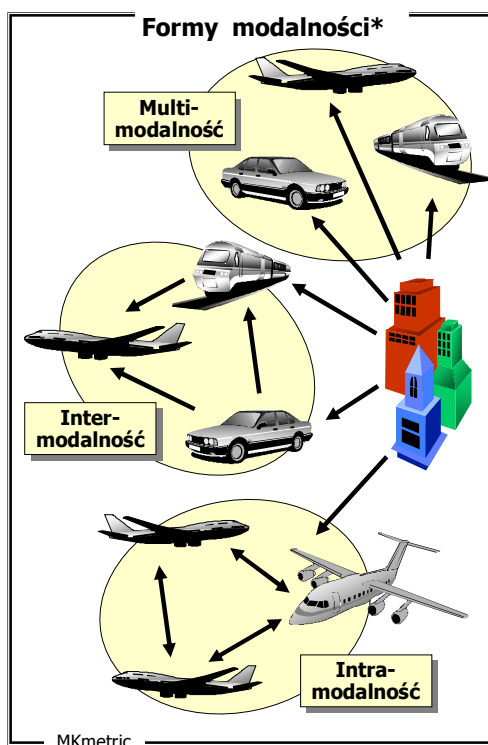 Formy modalności*
Multi-
modalność
Inter-
modalność
Intra-
modalność
MKmetric